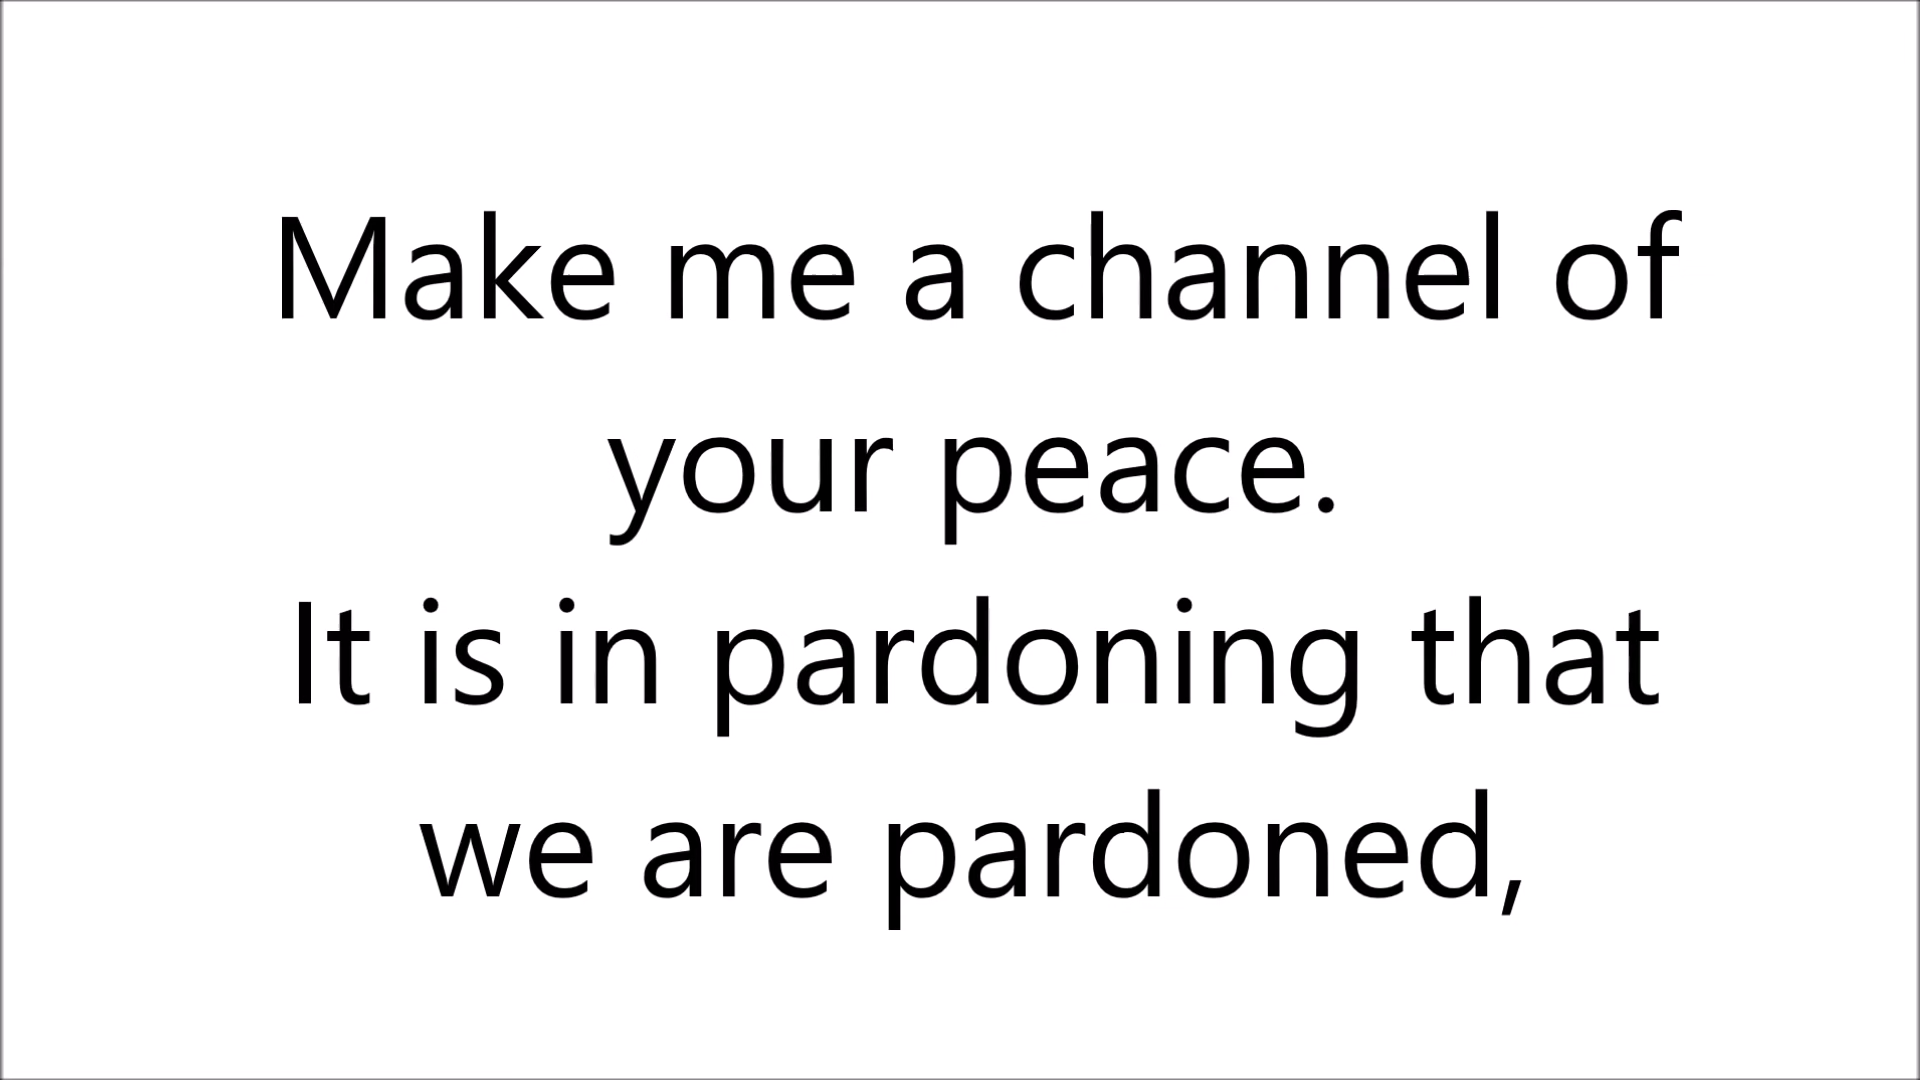 Make me a channel of
your peace.
It is in pardoning that
we are pardoned,